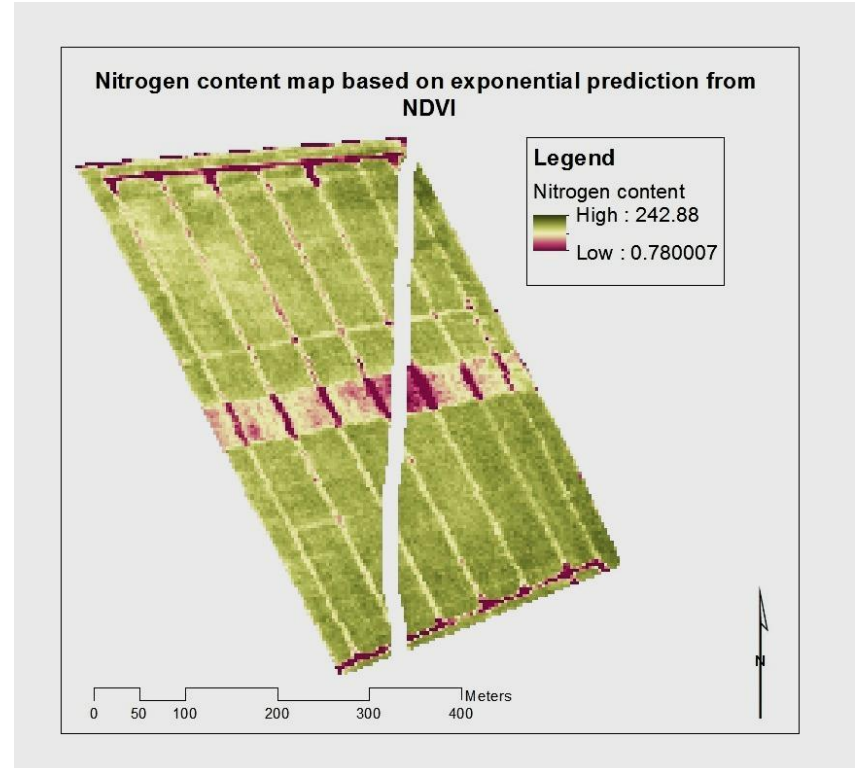 Nitrogen content map based on exponential prediction from
NDVI
Legend
Nitrogen content
High : 242.88
Low : 0.780007
N
Meters
0 50 100 200 300 400